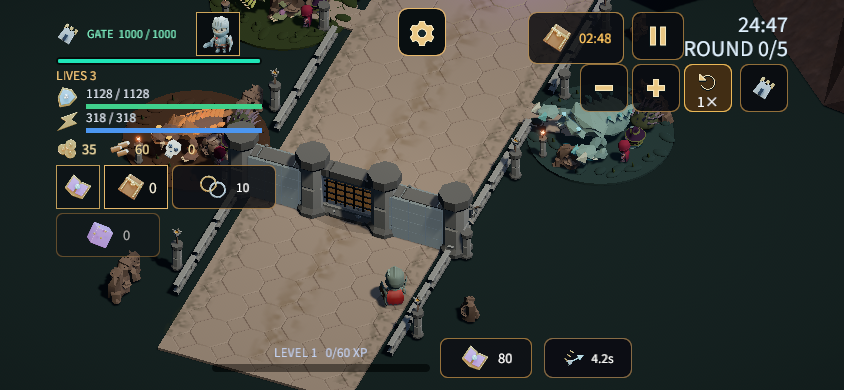 GATE 1000 / 1000
LIVES 3
1128 / 1128
318 / 318
35 60 0
0 10
0
02:48
24:47
ROUND 0/5
1×
LEVEL 1 0/60 XP
80 4.2s